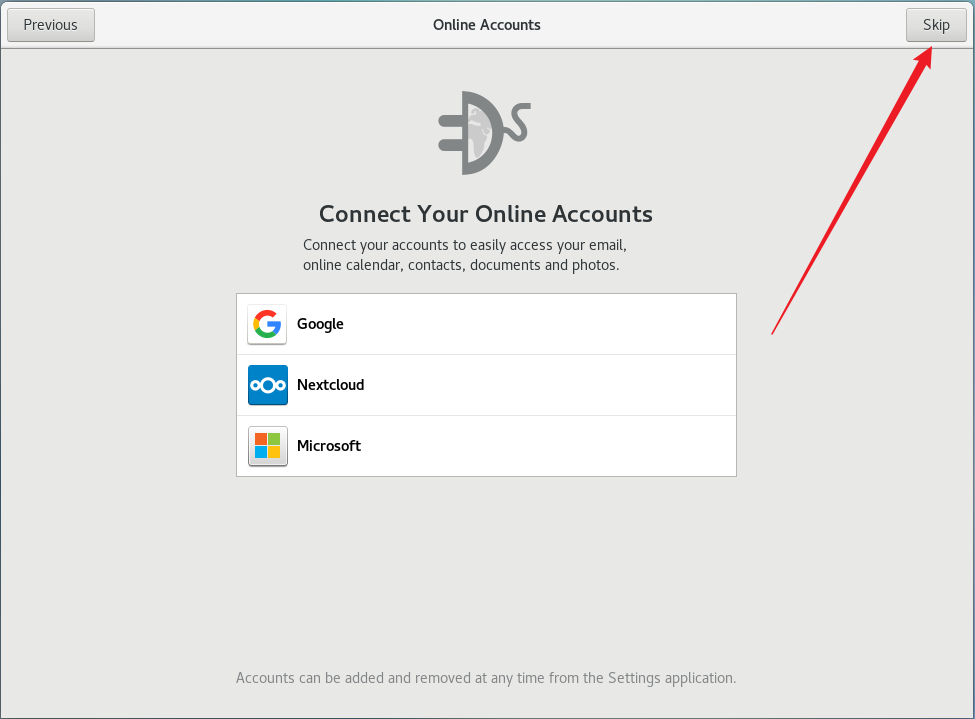 Previous
Online Accounts
Skip
Connect Your Online Accounts
Connect your accounts to easily access your email,
online calendar, contacts, documents and photos.
Google
Nextcloud
Microsoft
Accounts can be added and removed at any time from the Settings application.